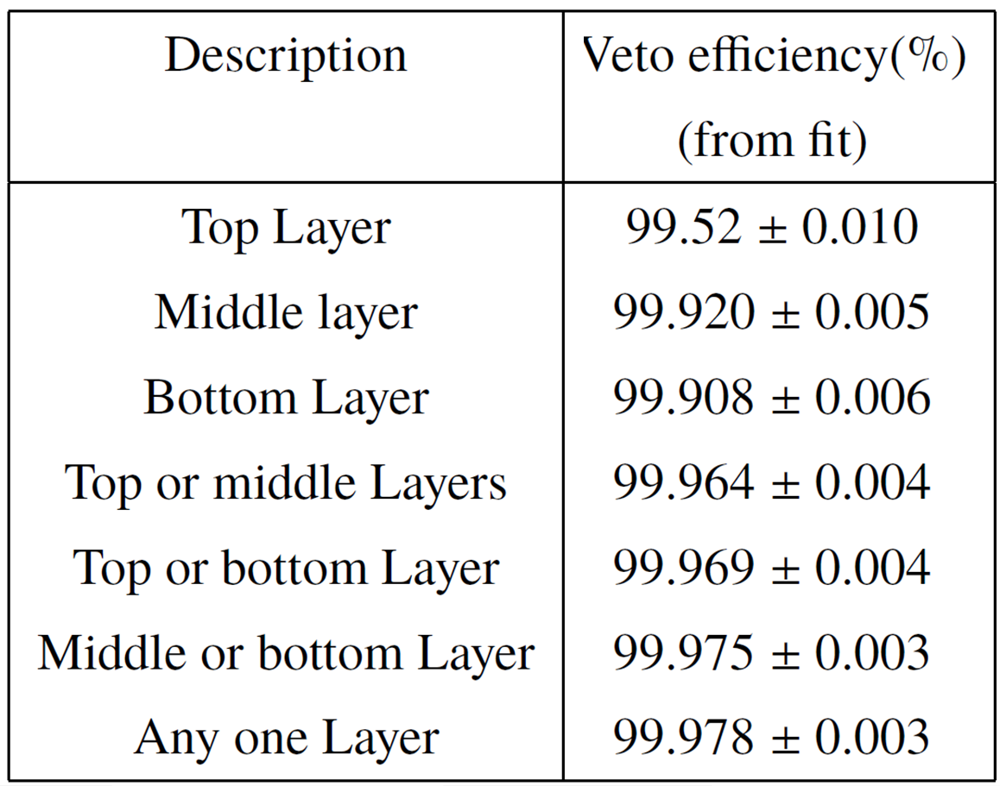 Description Veto efficiency(%)
(from fit)
Top Layer 99.52 ± 0.010
Middle layer 99.920 ± 0.005
Bottom Layer 99.908 ± 0.006
Top or middle Layers 99.964 ± 0.004
Top or bottom Layer 99.969 ± 0.004
Middle or bottom Layer 99.975 ± 0.003
Any one Layer 99.978 ± 0.003